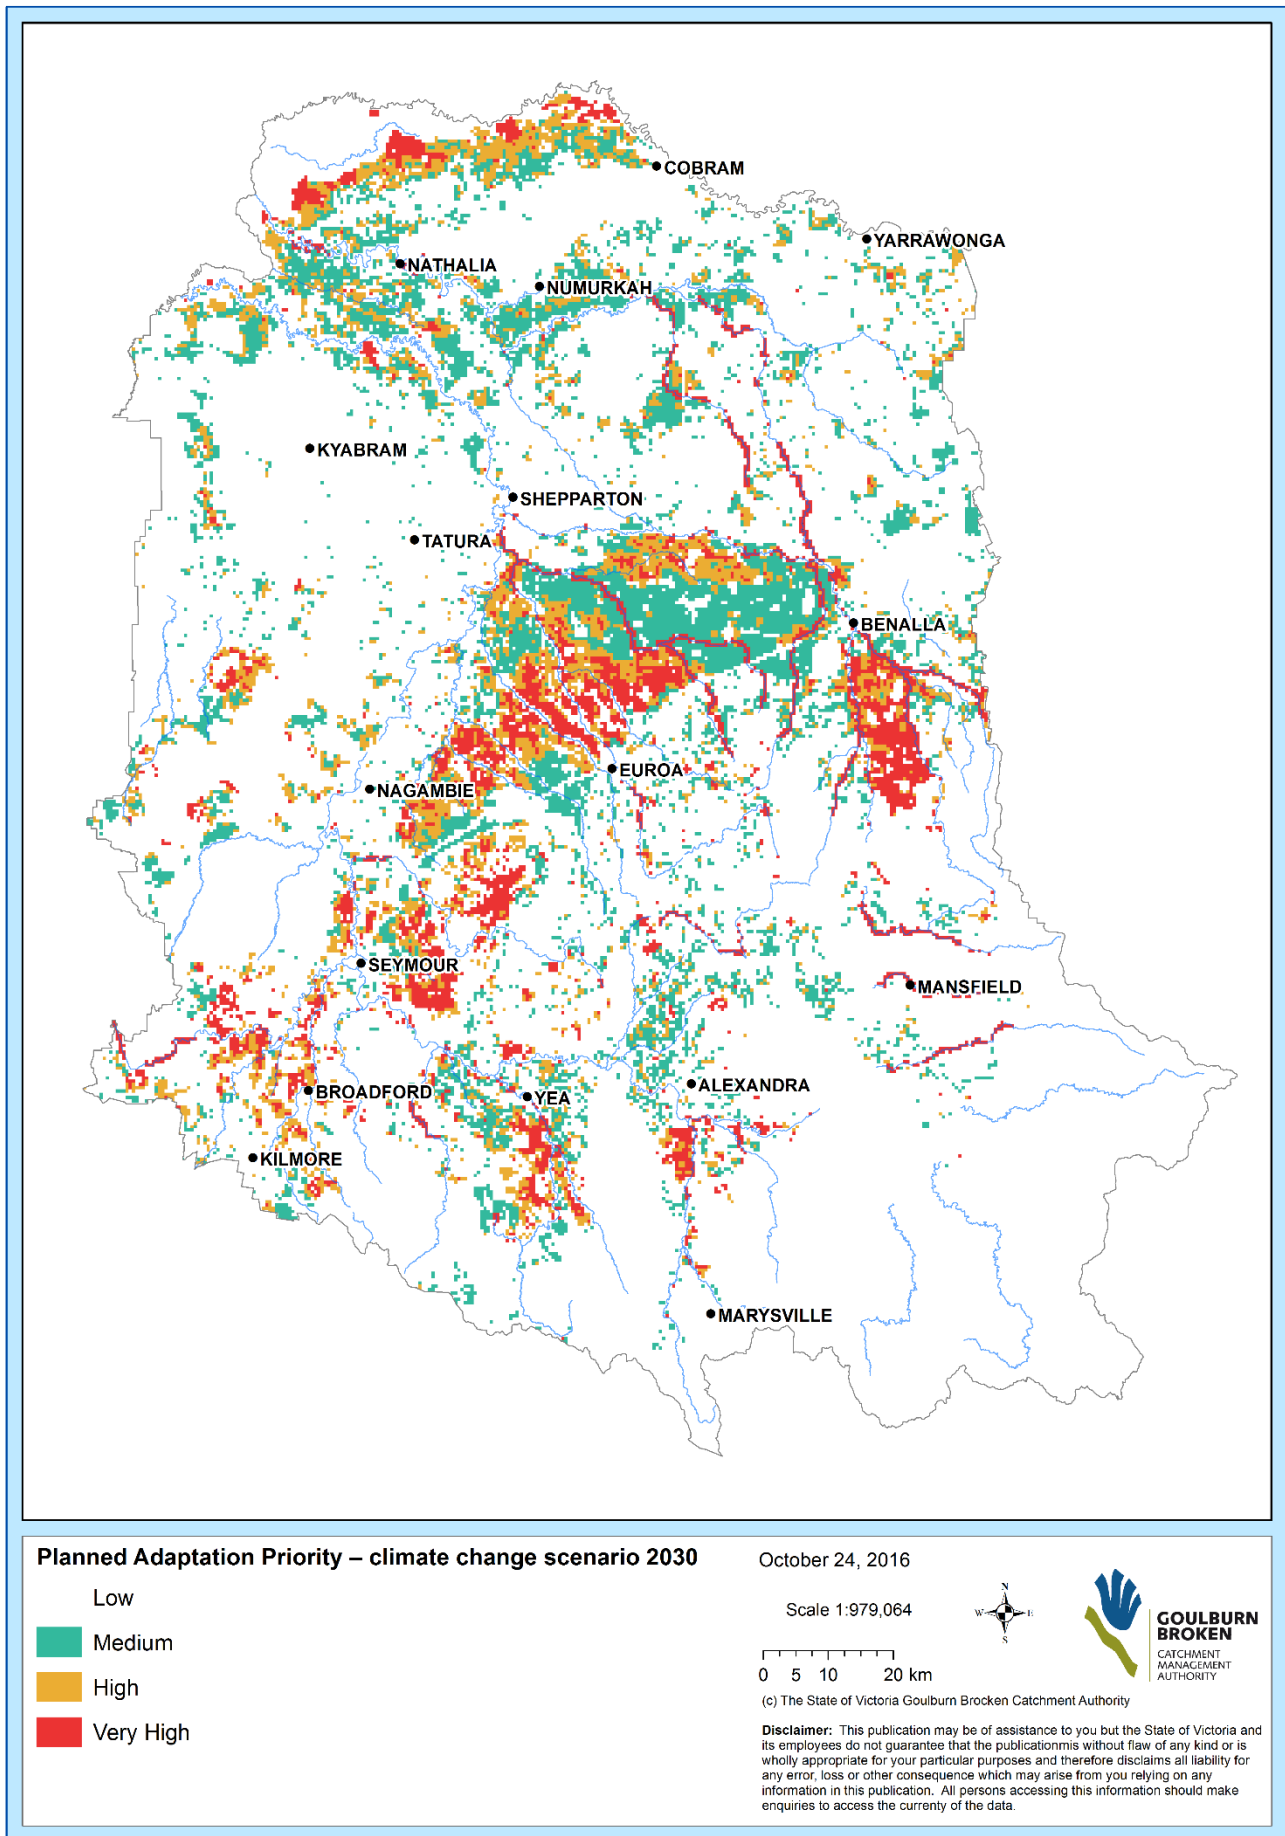 COBRAM
YARRAWONGA
NATHALIA
NUMURKAH
KYABRAM
SHEPPARTON
TATURA
BENALLA
EUROA
NAGAMBIE
SEYMOUR
MANSFIELD
ALEXANDRA
BROADFORD
YEA
KILMORE
MARYSVILLE
Planned Adaptation Priority – climate change scenario 2030
Low
Medium
High
Very High
October 24, 2016
Scale 1:979,064
N
W E
S
0 5 10 20 km
GOULBURN
BROKEN
CATCHMENT
MANAGEMENT
AUTHORITY
(c) The State of Victoria Goulburn Brocken Catchment Authority
Disclaimer: This publication may be of assistance to you but the State of Victoria and
its employees do not guarantee that the publicationmis without flaw of any kind or is
wholly appropriate for your particular purposes and therefore disclaims all liability for
any error, loss or other consequence which may arise from you relying on any
information in this publication. All persons accessing this information should make
enquiries to access the currenty of the data.